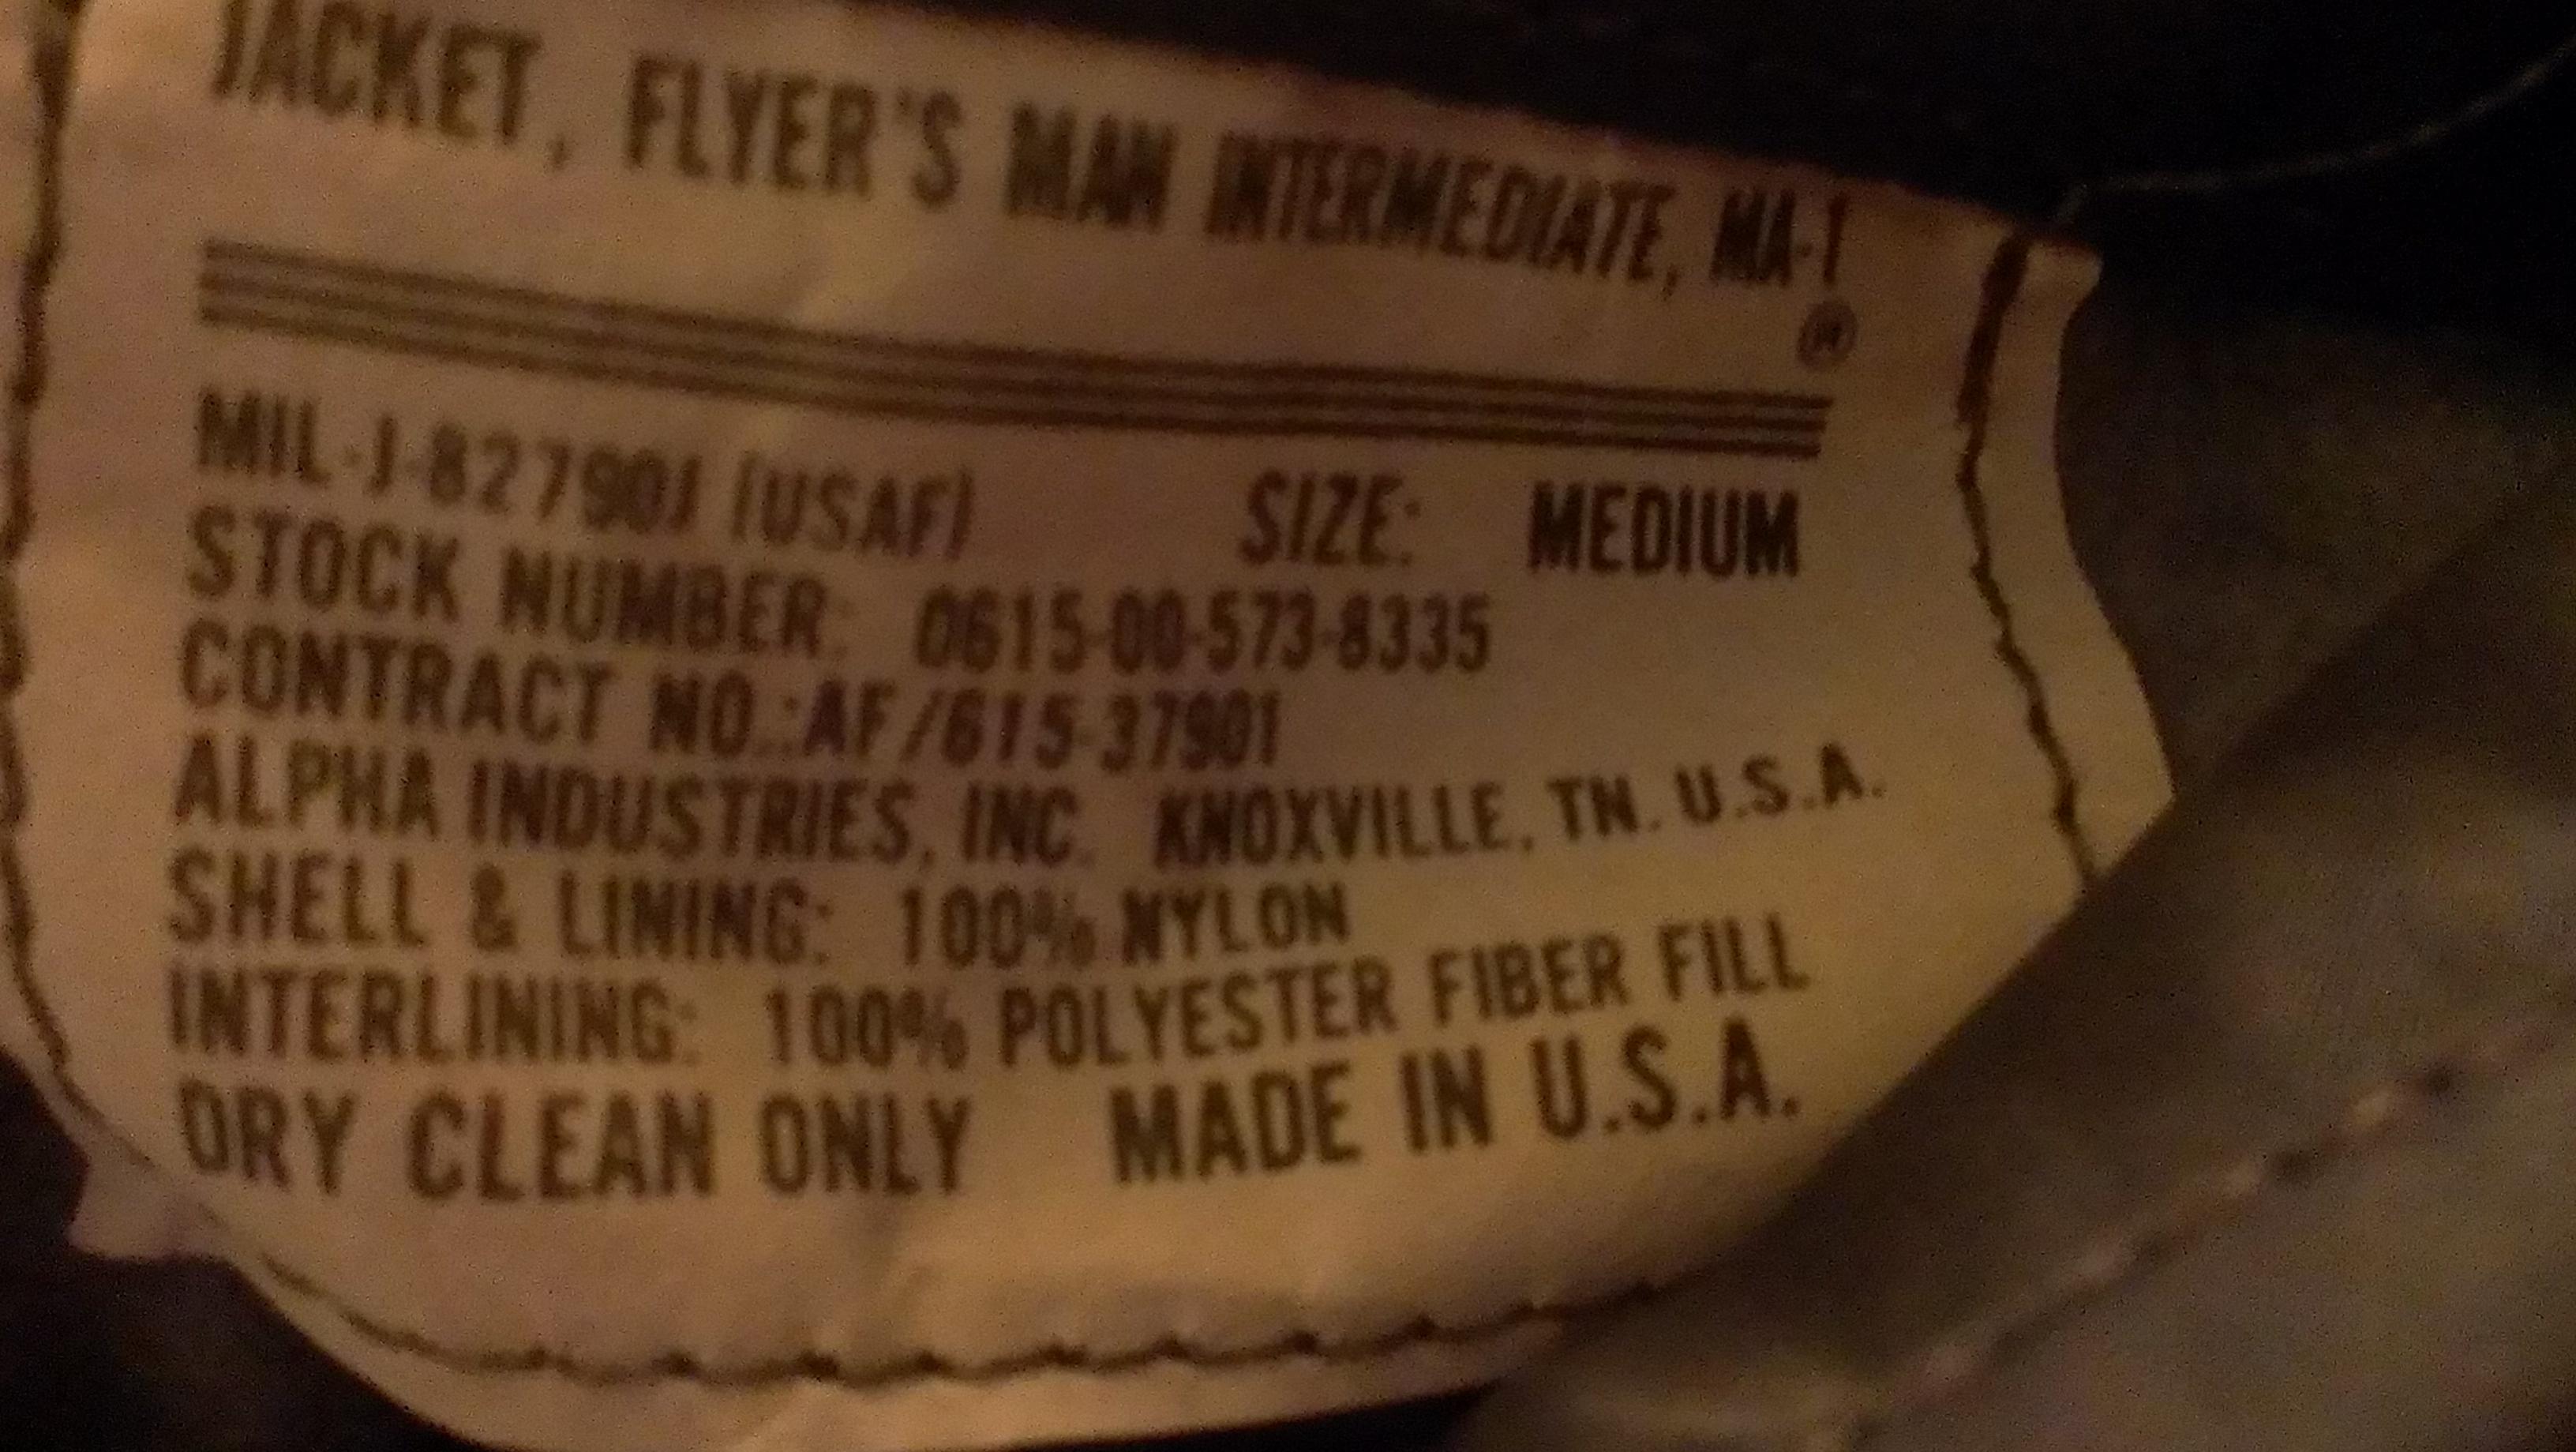 JACKET, FLYER'S MAN INTERMEDIATE, MA-1
®
MIL-J-82790J (USAF) SIZE: MEDIUM
STOCK NUMBER: 0615-00-573-8335
CONTRACT NO.:AF/615-37901
ALPHA INDUSTRIES, INC. KNOXVILLE, TN. U.S.A.
SHELL & LINING: 100% NYLON
INTERLINING: 100% POLYESTER FIBER FILL
DRY CLEAN ONLY MADE IN U.S.A.